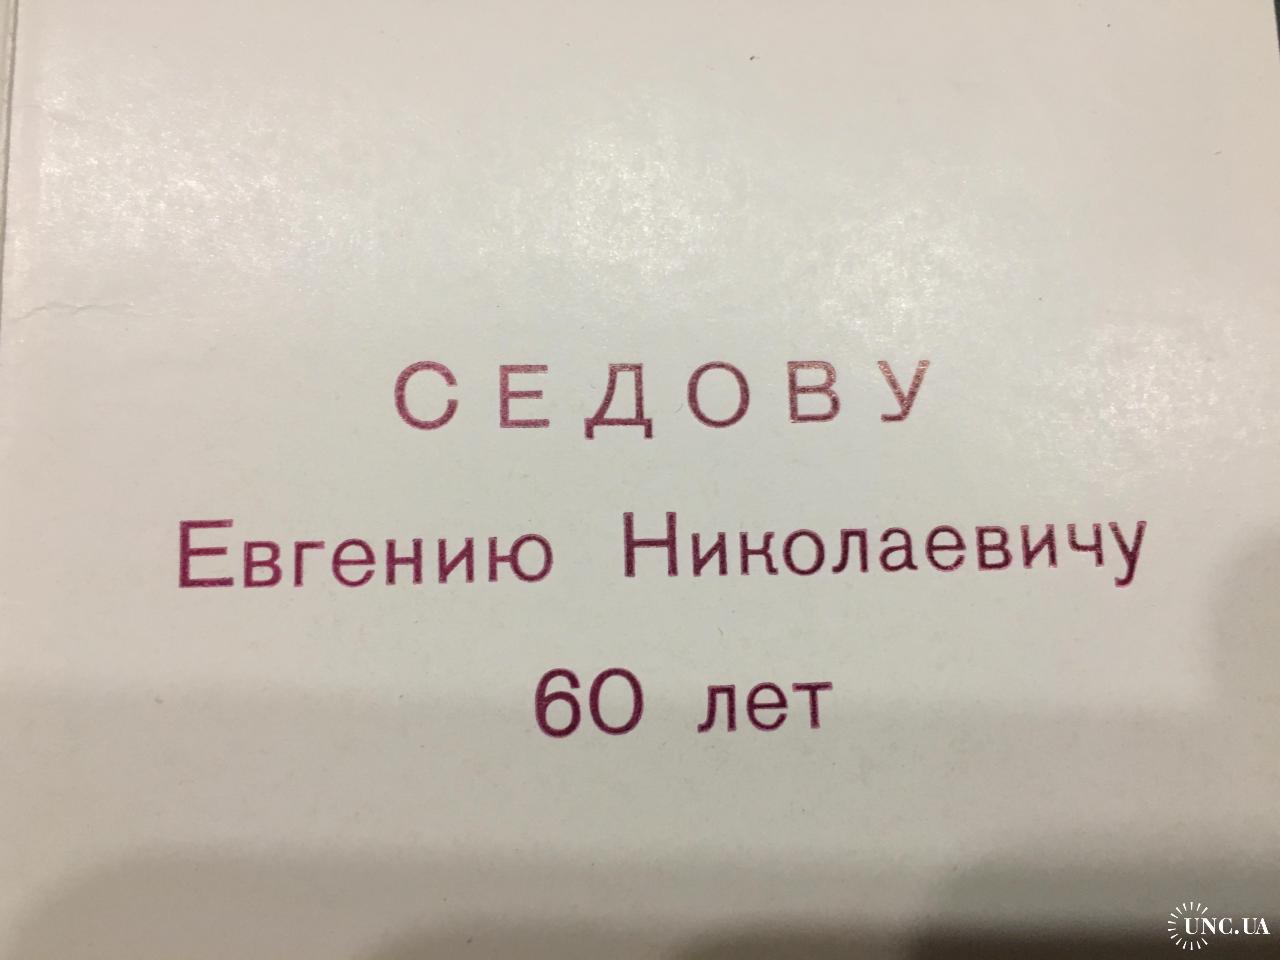 СЕДОВУ
Евгению Николаевичу
60 лет
UNC.UA